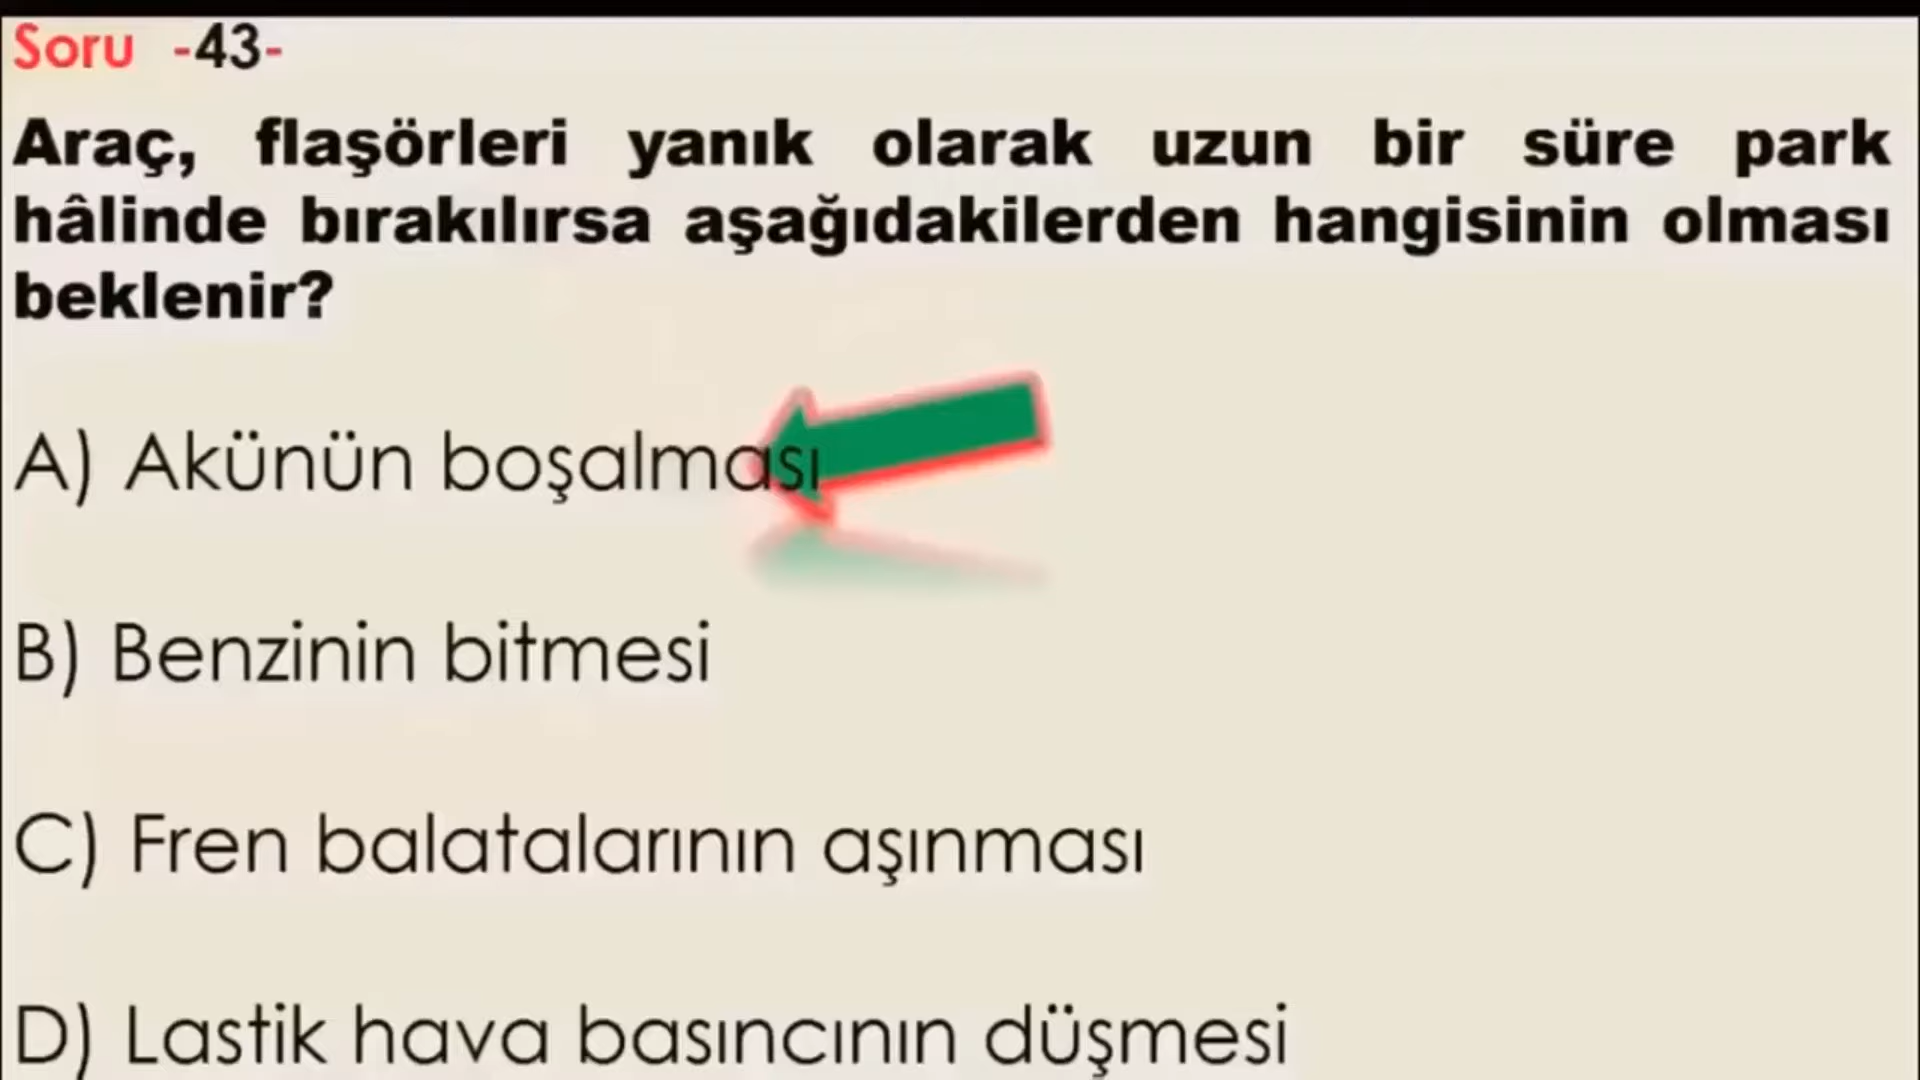 Soru -43-
Araç, flaşörleri yanık olarak uzun bir süre park
hâlinde bırakılırsa aşağıdakilerden hangisinin olması
beklenir?
A) Akünün boşalması
B) Benzinin bitmesi
C) Fren balatalarının aşınması
D) Lastik hava basıncının düşmesi